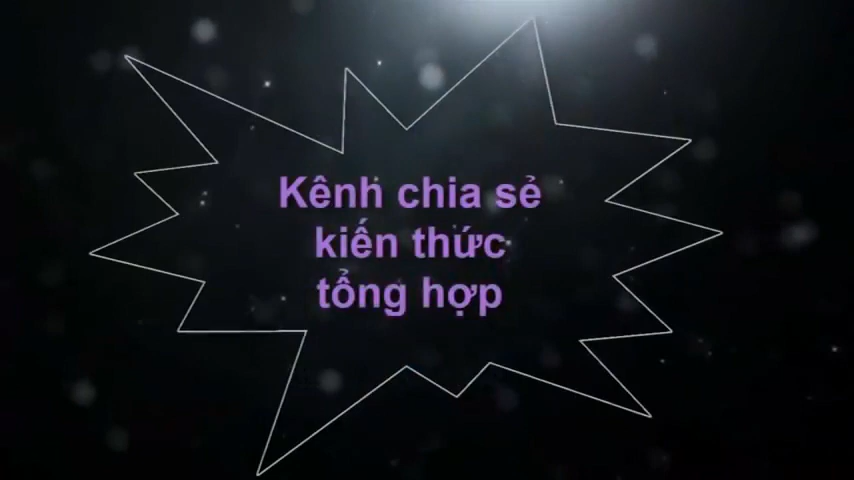 Kênh chia sẻ
kiến thức
tổng hợp